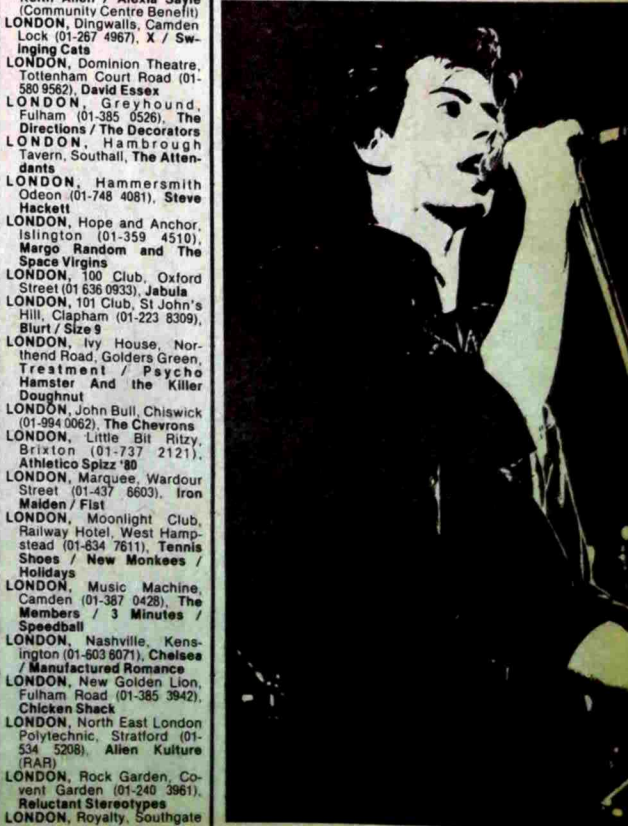 (Community Centre Benefit)
LONDON, Dingwalls, Camden
Lock (01-267 4967), X / Sw-
inging Cats
LONDON, Dominion Theatre,
Tottenham Court Road (01-
580 9562), David Essex
LONDON, Greyhound,
Fulham (01-385 0526), The
Directions / The Decorators
LONDON, Hambrough
Tavern, Southall, The Atten-
dants
LONDON, Hammersmith
Odeon (01-748 4081), Steve
Hackett
LONDON, Hope and Anchor,
Islington (01-359 4510),
Margo Random and The
Space Virgins
LONDON, 100 Club, Oxford
Street (01 636 0933), Jabula
LONDON, 101 Club, St John's
Hill, Clapham (01-223 8309),
Blurt / Size 9
LONDON, Ivy House, Nor-
thend Road, Golders Green,
Treatment / Psycho
Hamster And the Killer
Doughnut
LONDON, John Bull, Chiswick
(01-994 0062), The Chevrons
LONDON, Little Bit Ritzy,
Brixton (01-737 2121),
Athletico Spizz '80
LONDON, Marquee, Wardour
Street (01-437 6603), Iron
Maiden / Fist
LONDON, Moonlight Club,
Railway Hotel, West Hamp-
stead (01-634 7611), Tennis
Shoes / New Monkees /
Holidays
LONDON, Music Machine,
Camden (01-387 0428), The
Members / 3 Minutes /
Speedball
LONDON, Nashville, Kens-
ington (01-603 6071), Chelsea
/ Manufactured Romance
LONDON, New Golden Lion,
Fulham Road (01-385 3942),
Chicken Shack
LONDON, North East London
Polytechnic, Stratford (01-
534 5208), Alien Kulture
(RAR)
LONDON, Rock Garden, Co-
vent Garden (01-240 3961),
Reluctant Stereotypes
LONDON, Royalty, Southgate